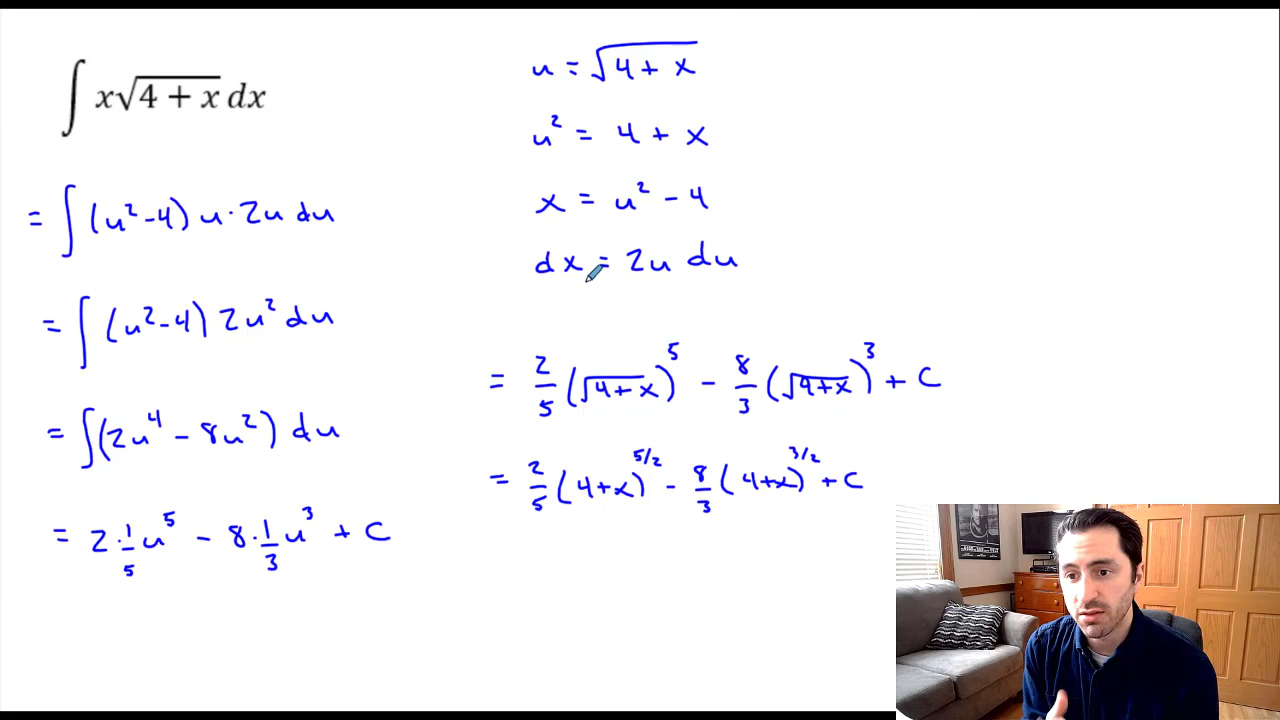 ∫ x√(4 + x) dx
= ∫ (u² - 4) u · 2u du
= ∫ (u² - 4) 2u² du
= ∫ (2u⁴ - 8u²) du
= 2 · 1/5 u⁵ - 8 · 1/3 u³ + C
u = √(4 + x)
u² = 4 + x
x = u² - 4
dx = 2u du
= 2/5 (√(4+x))⁵ - 8/3 (√(4+x))³ + C
= 2/5 (4+x)^(5/2) - 8/3 (4+x)^(3/2) + C